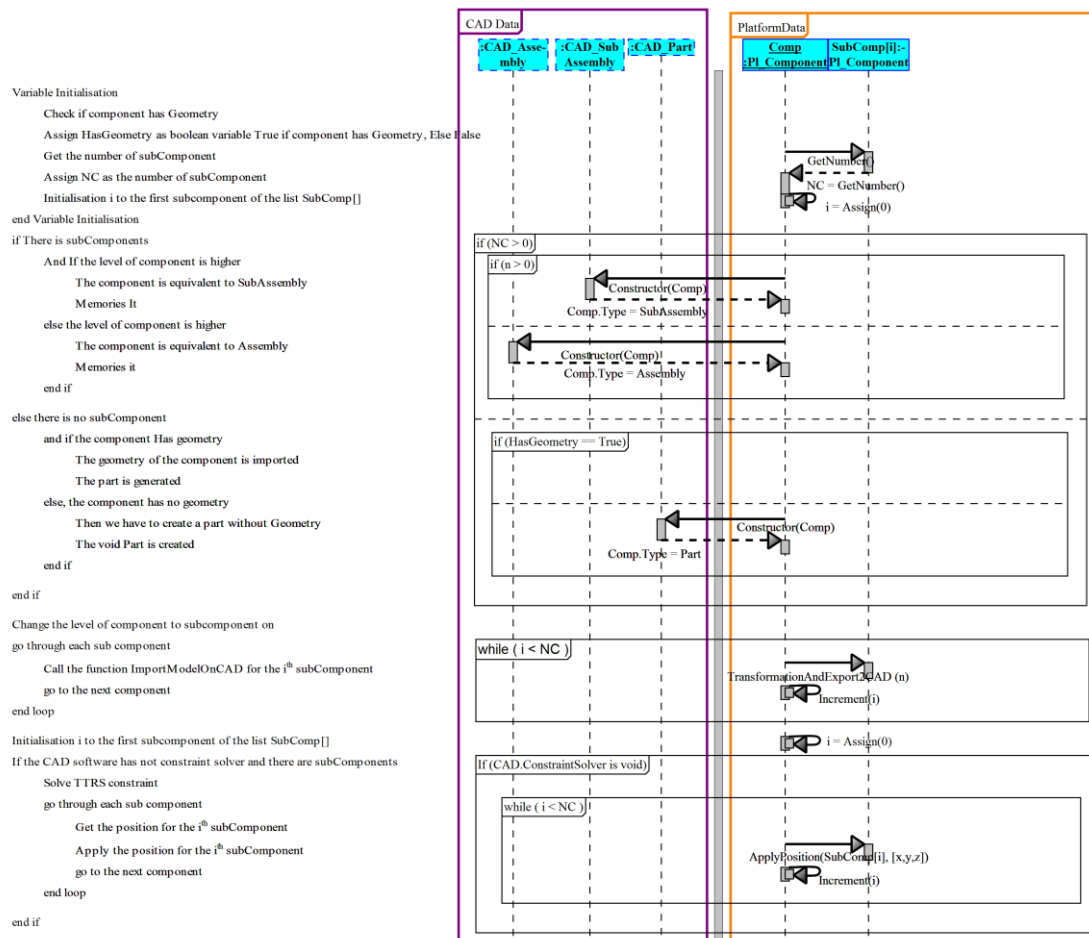 CAD Data
PlatformData
:CAD_Asse-
mbly
:CAD_Sub
Assembly
:CAD_Part
Comp
:Pl_Component
SubComp[i]:-
Pl_Component
Variable Initialisation
Check if component has Geometry
Assign HasGeometry as boolean variable True if component has Geometry, Else False
Get the number of subComponent
GetNumber()
Assign NC as the number of subComponent
NC = GetNumber()
Initialisation i to the first subcomponent of the list SubComp[]
i = Assign(0)
end Variable Initialisation
if There is subComponents
if (NC > 0)
And If the level of component is higher
if (n > 0)
The component is equivalent to SubAssembly
Constructor(Comp)
Memories It
Comp.Type = SubAssembly
else the level of component is higher
The component is equivalent to Assembly
Constructor(Comp)
Memories it
Comp.Type = Assembly
end if
else there is no subComponent
and if the component Has geometry
if (HasGeometry == True)
The geometry of the component is imported
The part is generated
else, the component has no geometry
Then we have to create a part without Geometry
Constructor(Comp)
The void Part is created
Comp.Type = Part
end if
end if
Change the level of component to subcomponent on
go through each sub component
while ( i < NC )
Call the function ImportModelOnCAD for the ith subComponent
TransformationAndExport2CAD (n)
go to the next component
Increment(i)
end loop
Initialisation i to the first subcomponent of the list SubComp[]
i = Assign(0)
If the CAD software has not constraint solver and there are subComponents
If (CAD.ConstraintSolver is void)
Solve TTRS constraint
go through each sub component
while ( i < NC )
Get the position for the ith subComponent
Apply the position for the ith subComponent
ApplyPosition(SubComp[i], [x,y,z])
go to the next component
Increment(i)
end loop
end if